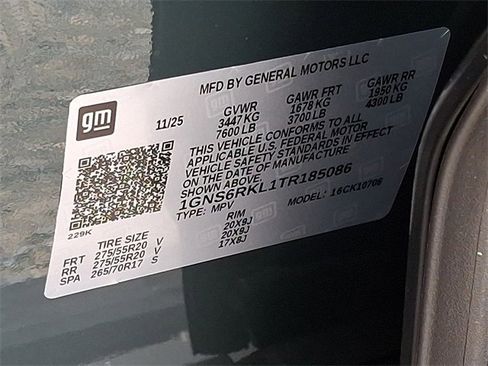 gm
MFD BY GENERAL MOTORS LLC
11/25 GVWR GAWR FRT GAWR RR
3447 KG 1678 KG 1950 KG
7600 LB 3700 LB 4300 LB
THIS VEHICLE CONFORMS TO ALL
APPLICABLE U.S. FEDERAL MOTOR
VEHICLE SAFETY STANDARDS IN EFFECT
ON THE DATE OF MANUFACTURE
SHOWN ABOVE.
1GNS6RKL1TR185086
TYPE: MPV MODEL: 16CK10706
229K
TIRE SIZE RIM
FRT 275/55R20 V 20X9J
RR 275/55R20 V 20X9J
SPA 265/70R17 S 17X8J